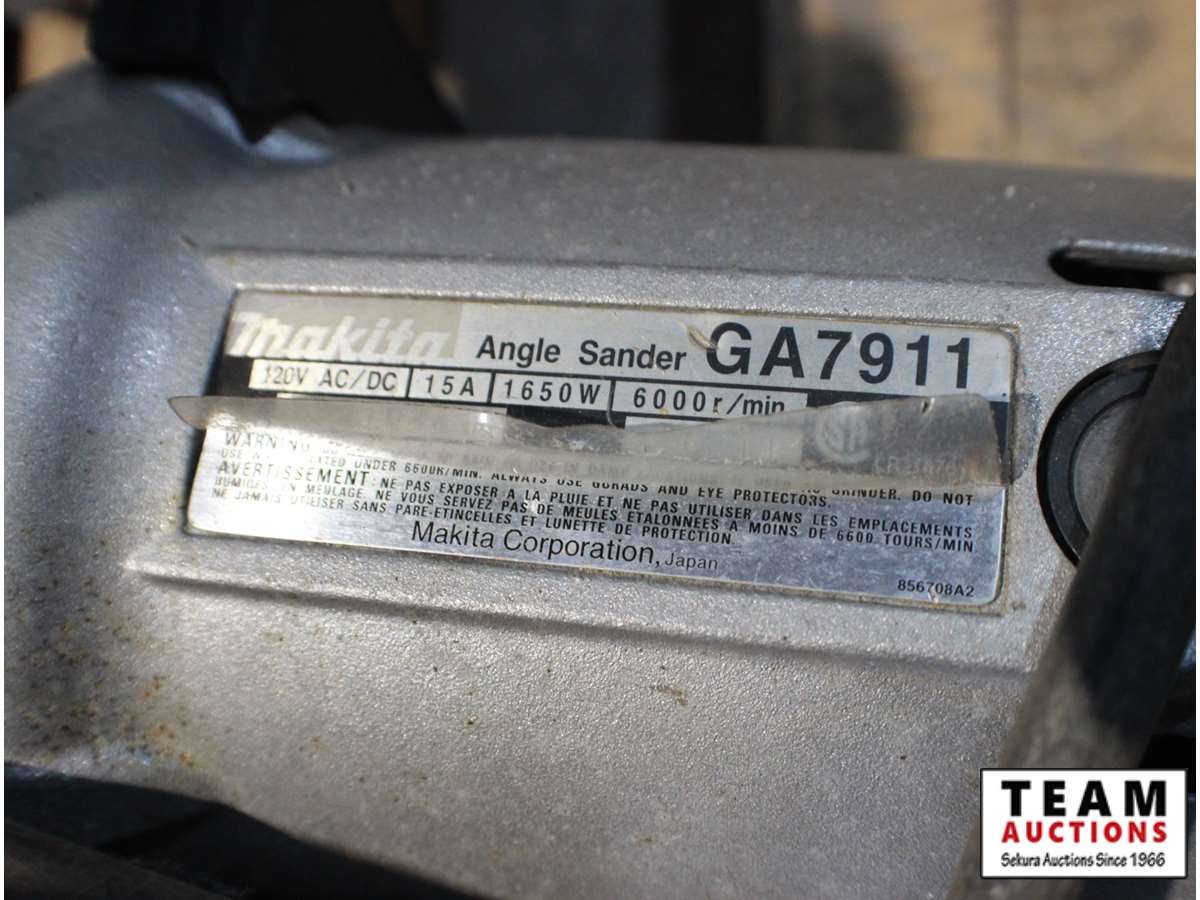 makita Angle Sander GA7911
120V AC/DC 15A 1650W 6000r/min
WARNING:
UNDER 6600R/MIN. ALWAYS USE GURADS AND EYE PROTECTORS. GRINDER. DO NOT
AVERTISSEMENT: NE PAS EXPOSER A LA PLUIE ET NE PAS UTILISER DANS LES EMPLACEMENTS
HUMIDES EN MEULAGE, NE VOUS SERVEZ PAS DE MEULES ETALONNEES A MOINS DE 6600 TOURS/MIN.
NE JAMAIS UTILISER SANS PARE-ETINCELLES ET LUNETTE DE PROTECTION.
Makita Corporation, Japan
856708A2
TEAM
AUCTIONS
Sekura Auctions Since 1966